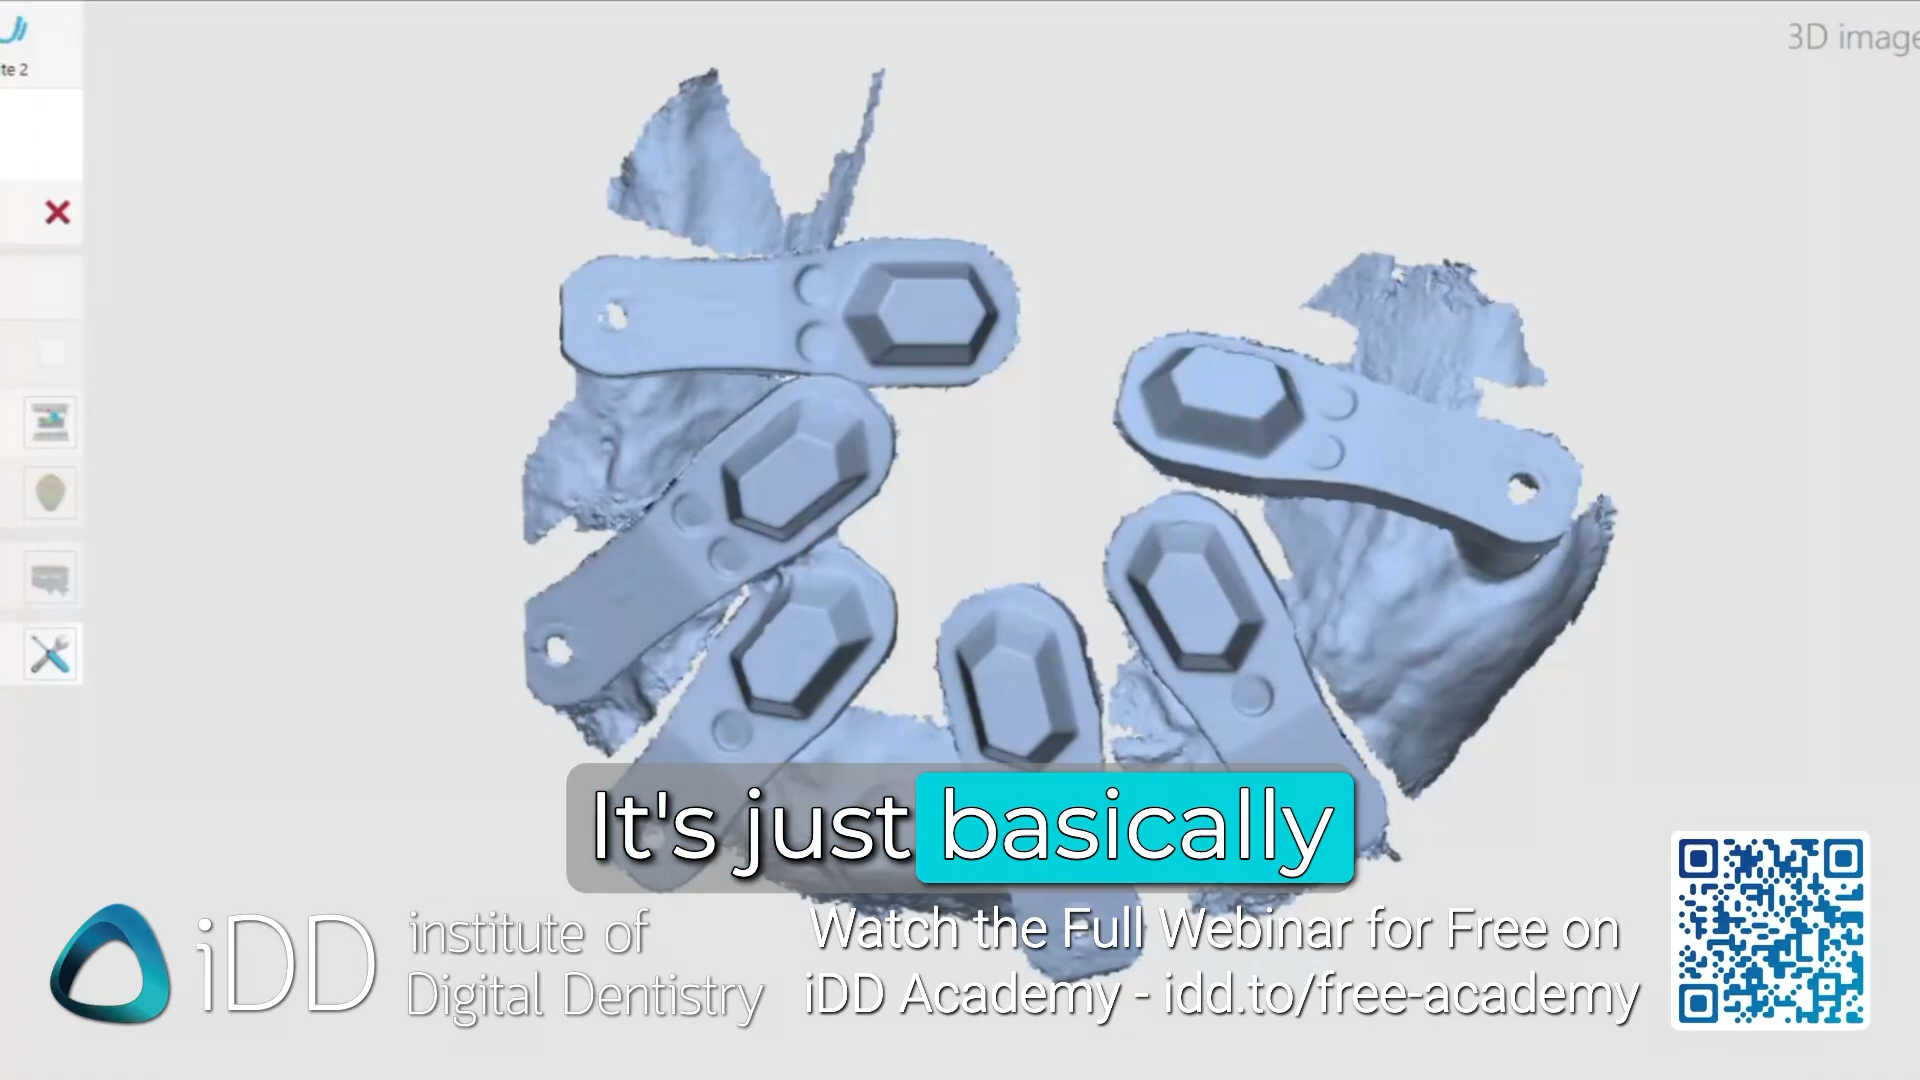 3D image
te 2
It's just basically
iDD
institute of
Digital Dentistry
Watch the Full Webinar for Free on
iDD Academy - idd.to/free-academy